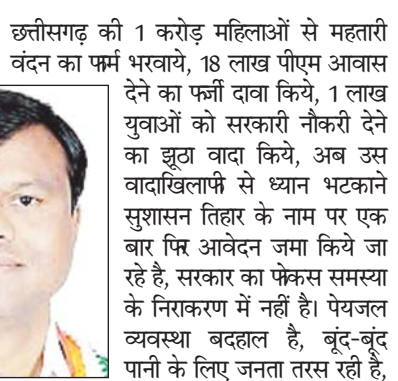 छत्तीसगढ़ की 1 करोड़ महिलाओं से महतारी
वंदन का फार्म भरवाये, 18 लाख पीएम आवास
देने का फर्जी दावा किये, 1 लाख
युवाओं को सरकारी नौकरी देने
का झूठा वादा किये, अब उस
वादाखिलाफी से ध्यान भटकाने
सुशासन तिहार के नाम पर एक
बार फिर आवेदन जमा किये जा
रहे है, सरकार का फोकस समस्या
के निराकरण में नहीं है। पेयजल
व्यवस्था बदहाल है, बूंद-बूंद
पानी के लिए जनता तरस रही है,